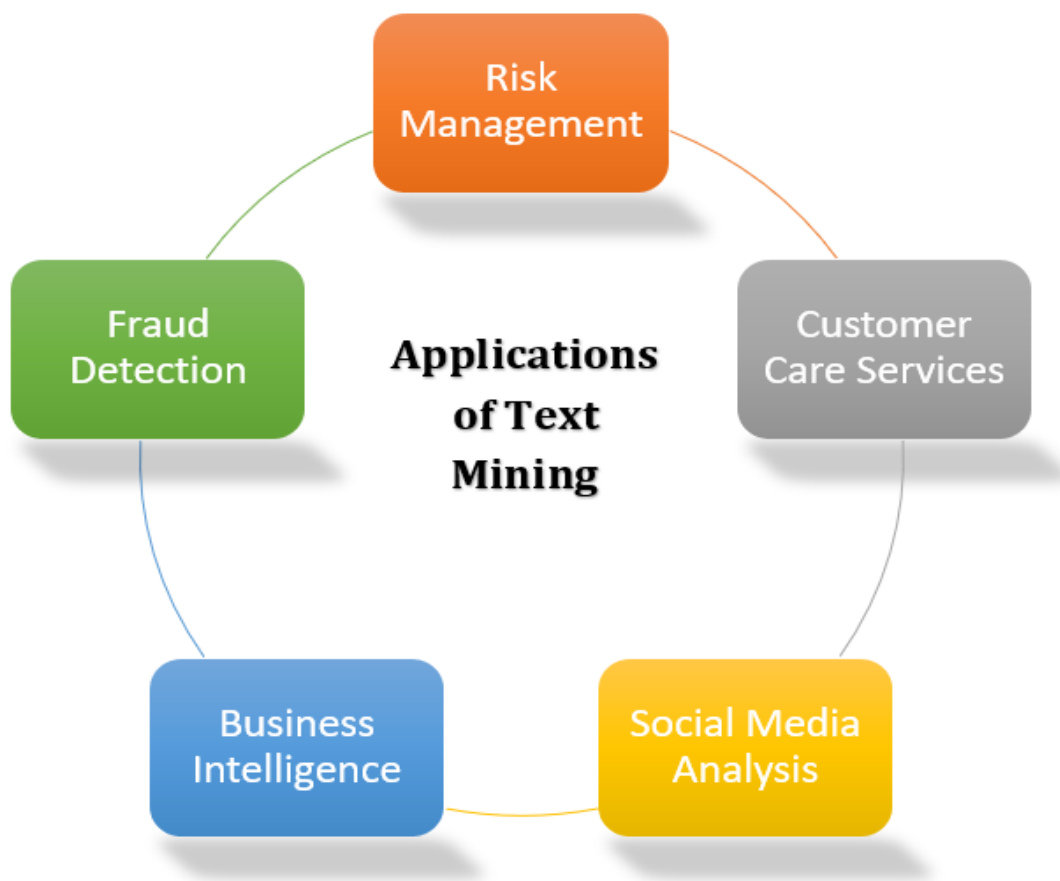 Risk
Management
Fraud
Detection
Applications
of Text
Mining
Customer
Care Services
Business
Intelligence
Social Media
Analysis